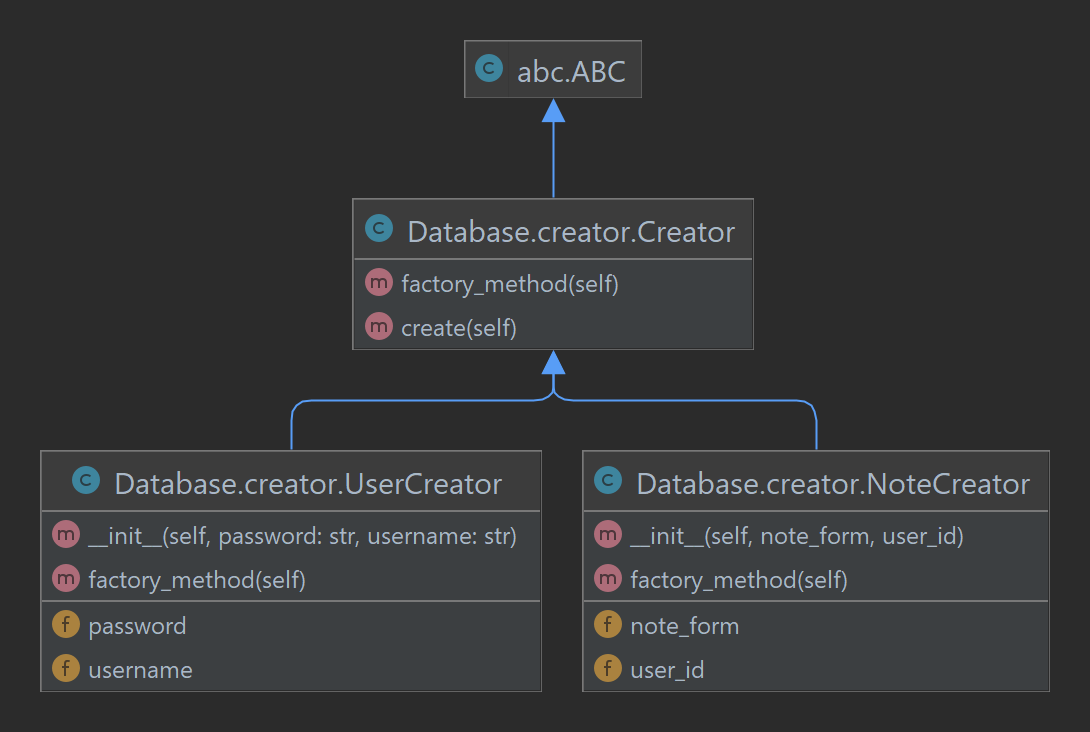 C abc.ABC
C Database.creator.Creator
m factory_method(self)
m create(self)
C Database.creator.UserCreator
m __init__(self, password: str, username: str)
m factory_method(self)
f password
f username
C Database.creator.NoteCreator
m __init__(self, note_form, user_id)
m factory_method(self)
f note_form
f user_id